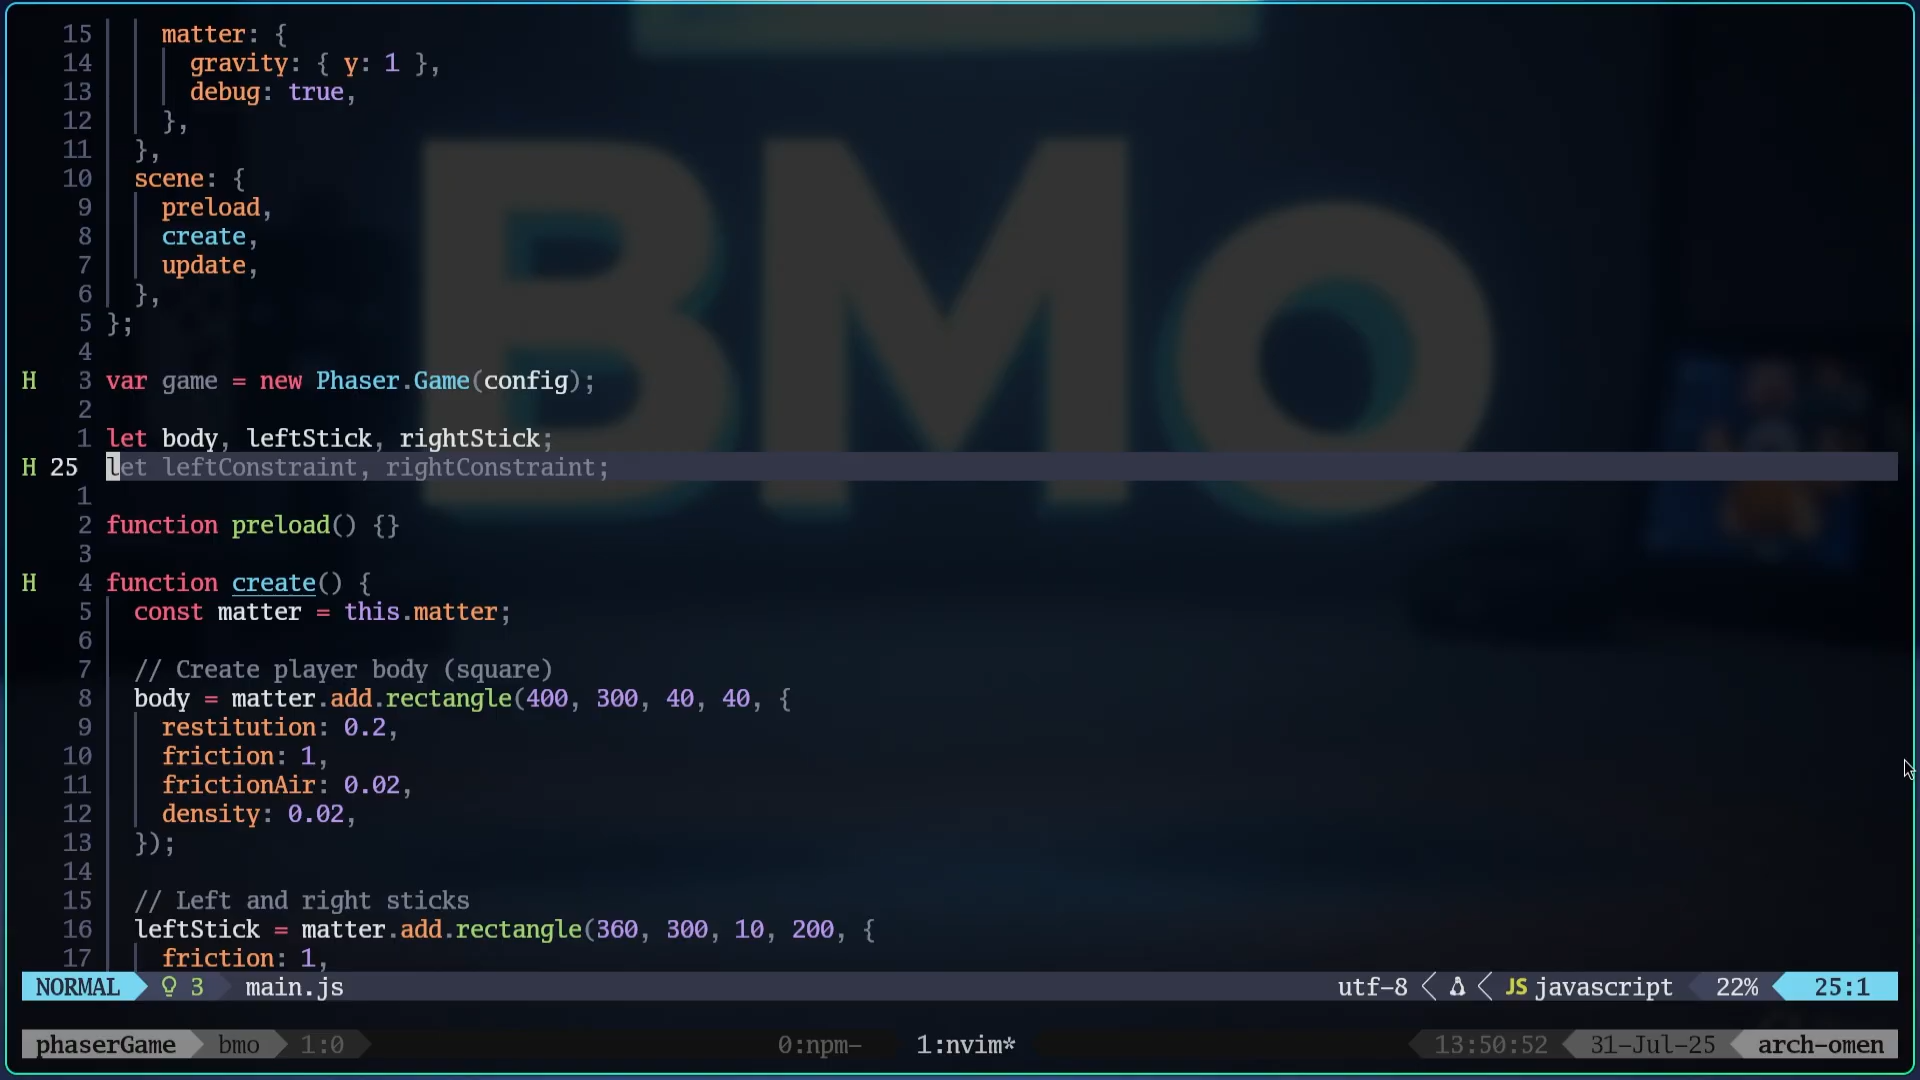 15 matter: {
14 gravity: { y: 1 },
13 debug: true,
12 },
11 },
10 scene: {
9 preload,
8 create,
7 update,
6 },
5 };
4
H 3 var game = new Phaser.Game(config);
2
1 let body, leftStick, rightStick;
H 25 let leftConstraint, rightConstraint;
1
2 function preload() {}
3
H 4 function create() {
5 const matter = this.matter;
6
7 // Create player body (square)
8 body = matter.add.rectangle(400, 300, 40, 40, {
9 restitution: 0.2,
10 friction: 1,
11 frictionAir: 0.02,
12 density: 0.02,
13 });
14
15 // Left and right sticks
16 leftStick = matter.add.rectangle(360, 300, 10, 200, {
17 friction: 1,
NORMAL 3 main.js utf-8 JS javascript 22% 25:1
phaserGame bmo 1:0 0:npm- 1:nvim* 13:50:52 31-Jul-25 arch-omen
BMO